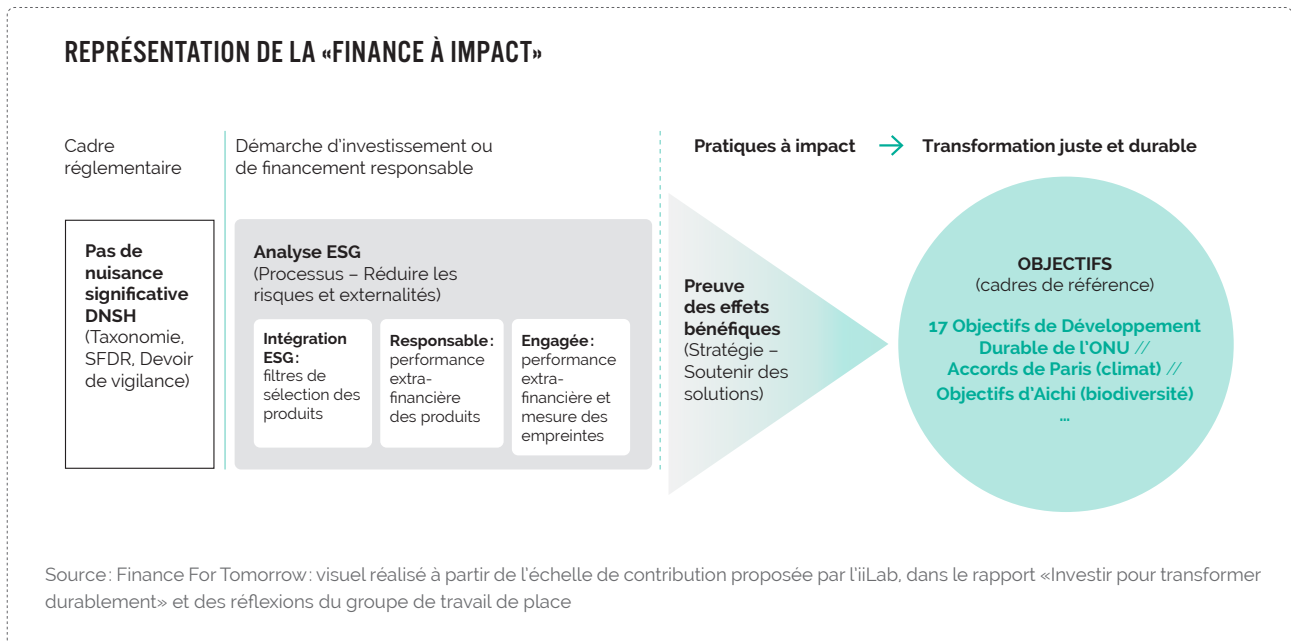 REPRÉSENTATION DE LA «FINANCE À IMPACT»
Cadre
réglementaire
Démarche d'investissement ou
de financement responsable
Pratiques à impact → Transformation juste et durable
Pas de
nuisance
significative
DNSH
(Taxonomie,
SFDR, Devoir
de vigilance)
Analyse ESG
(Processus – Réduire les
risques et externalités)
Intégration
ESG :
filtres de
sélection des
produits
Responsable :
performance
extra-
financière
des produits
Engagée :
performance
extra-
financière et
mesure des
empreintes
Preuve
des effets
bénéfiques
(Stratégie –
Soutenir des
solutions)
OBJECTIFS
(cadres de référence)
17 Objectifs de Développement
Durable de l'ONU //
Accords de Paris (climat) //
Objectifs d'Aichi (biodiversité)
...
Source : Finance For Tomorrow : visuel réalisé à partir de l'échelle de contribution proposée par l'iiLab, dans le rapport «Investir pour transformer
durablement» et des réflexions du groupe de travail de place